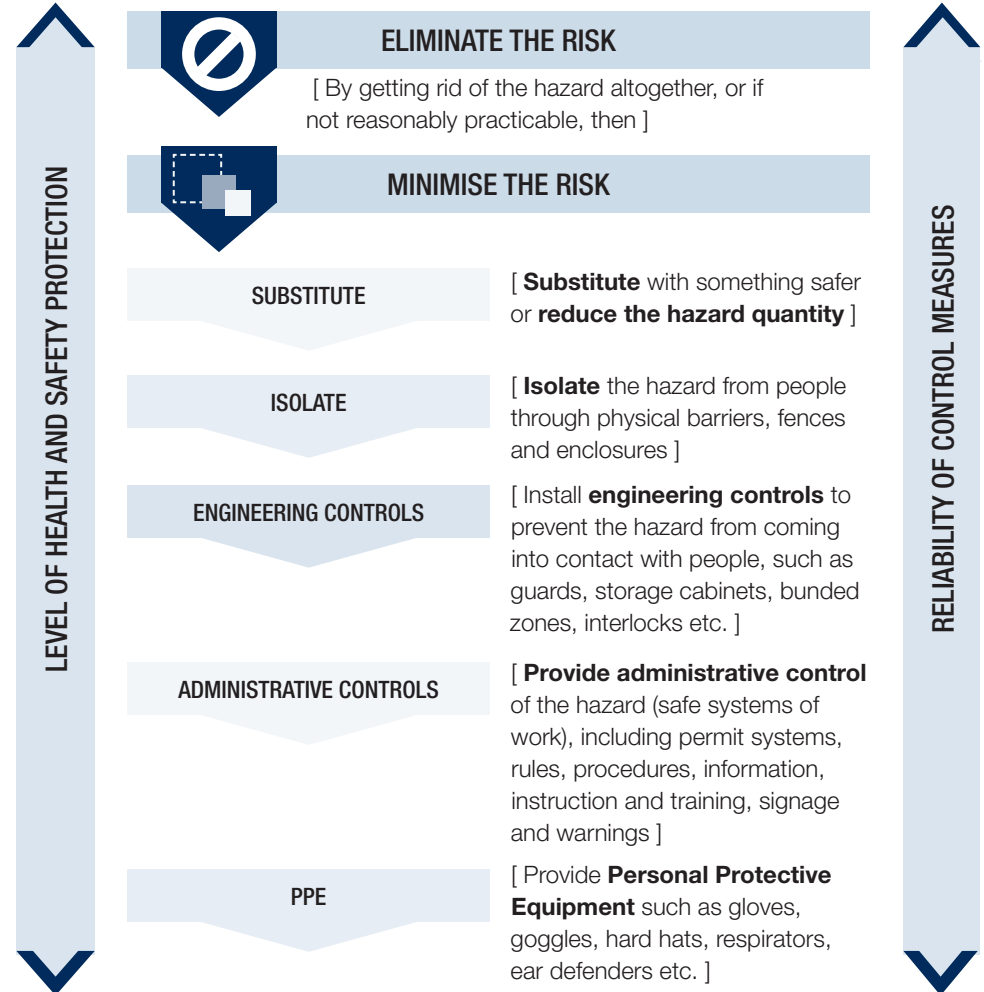 ELIMINATE THE RISK
[ By getting rid of the hazard altogether, or if
not reasonably practicable, then ]
MINIMISE THE RISK
SUBSTITUTE
[ Substitute with something safer
or reduce the hazard quantity ]
ISOLATE
[ Isolate the hazard from people
through physical barriers, fences
and enclosures ]
ENGINEERING CONTROLS
[ Install engineering controls to
prevent the hazard from coming
into contact with people, such as
guards, storage cabinets, bunded
zones, interlocks etc. ]
ADMINISTRATIVE CONTROLS
[ Provide administrative control
of the hazard (safe systems of
work), including permit systems,
rules, procedures, information,
instruction and training, signage
and warnings ]
PPE
[ Provide Personal Protective
Equipment such as gloves,
goggles, hard hats, respirators,
ear defenders etc. ]
LEVEL OF HEALTH AND SAFETY PROTECTION
RELIABILITY OF CONTROL MEASURES